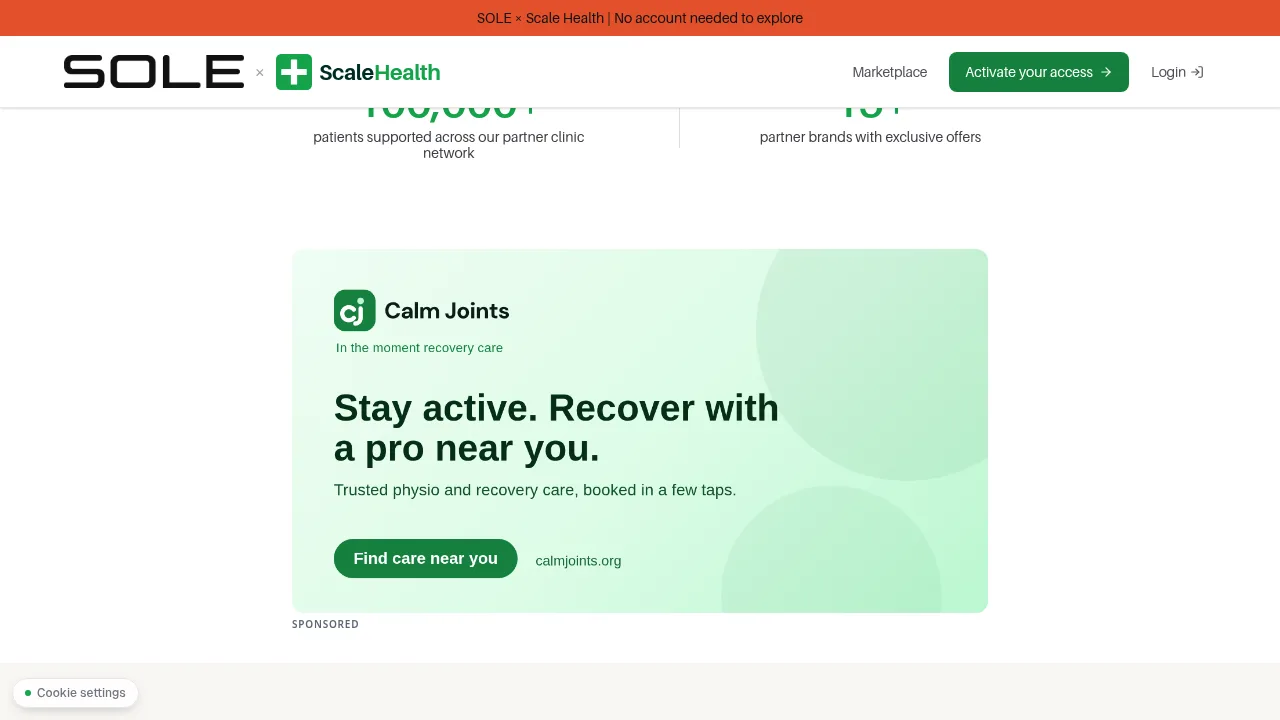 SOLE × Scale Health | No account needed to explore
SOLE × ScaleHealth
Marketplace
Activate your access →
Login
patients supported across our partner clinic
network
partner brands with exclusive offers
cj Calm Joints
In the moment recovery care
Stay active. Recover with
a pro near you.
Trusted physio and recovery care, booked in a few taps.
Find care near you
calmjoints.org
SPONSORED
Cookie settings